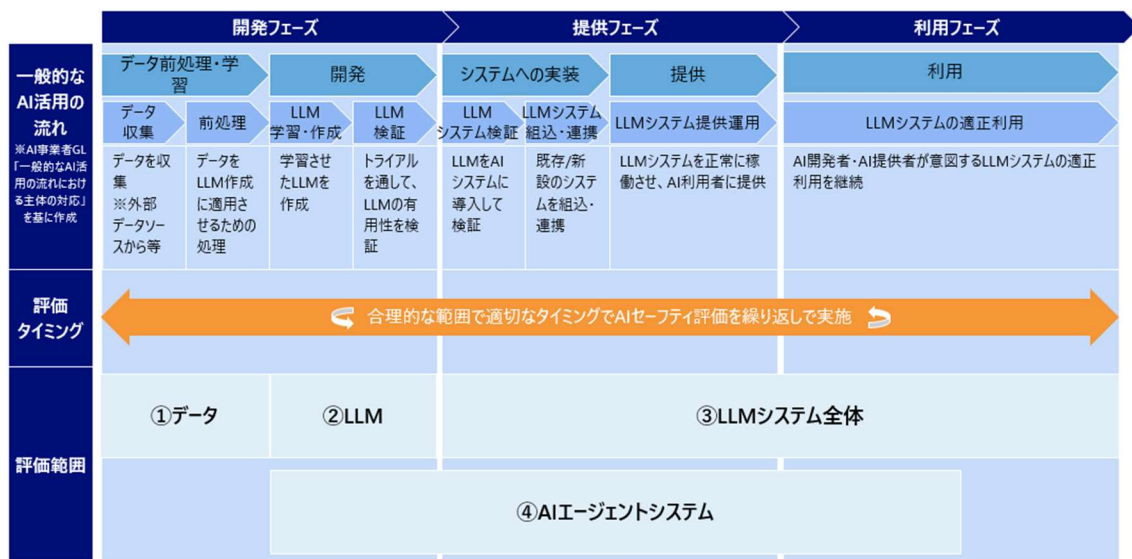 開発フェーズ
提供フェーズ
利用フェーズ
一般的な
AI活用の
流れ
※AI事業者GL
「一般的なAI活
用の流れにおけ
る主体の対応」
を基に作成
データ前処理・学
習
開発
システムへの実装
提供
利用
データ
収集
前処理
LLM
学習・作成
LLM
検証
LLM
システム検証
LLMシステム
組込・連携
LLMシステム提供運用
LLMシステムの適正利用
データを収
集
※外部
データソー
スから等
データを
LLM作成
に適用さ
せるための
処理
学習させ
たLLMを
作成
トライアル
を通して、
LLMの有
用性を検
証
LLMをAI
システムに
導入して
検証
既存/新
設のシステ
ムを組込・
連携
LLMシステムを正常に稼
働させ、AI利用者に提供
AI開発者・AI提供者が意図するLLMシステムの適正
利用を継続
評価
タイミング
合理的な範囲で適切なタイミングでAIセーフティ評価を繰り返しで実施
評価範囲
①データ
②LLM
③LLMシステム全体
④AIエージェントシステム